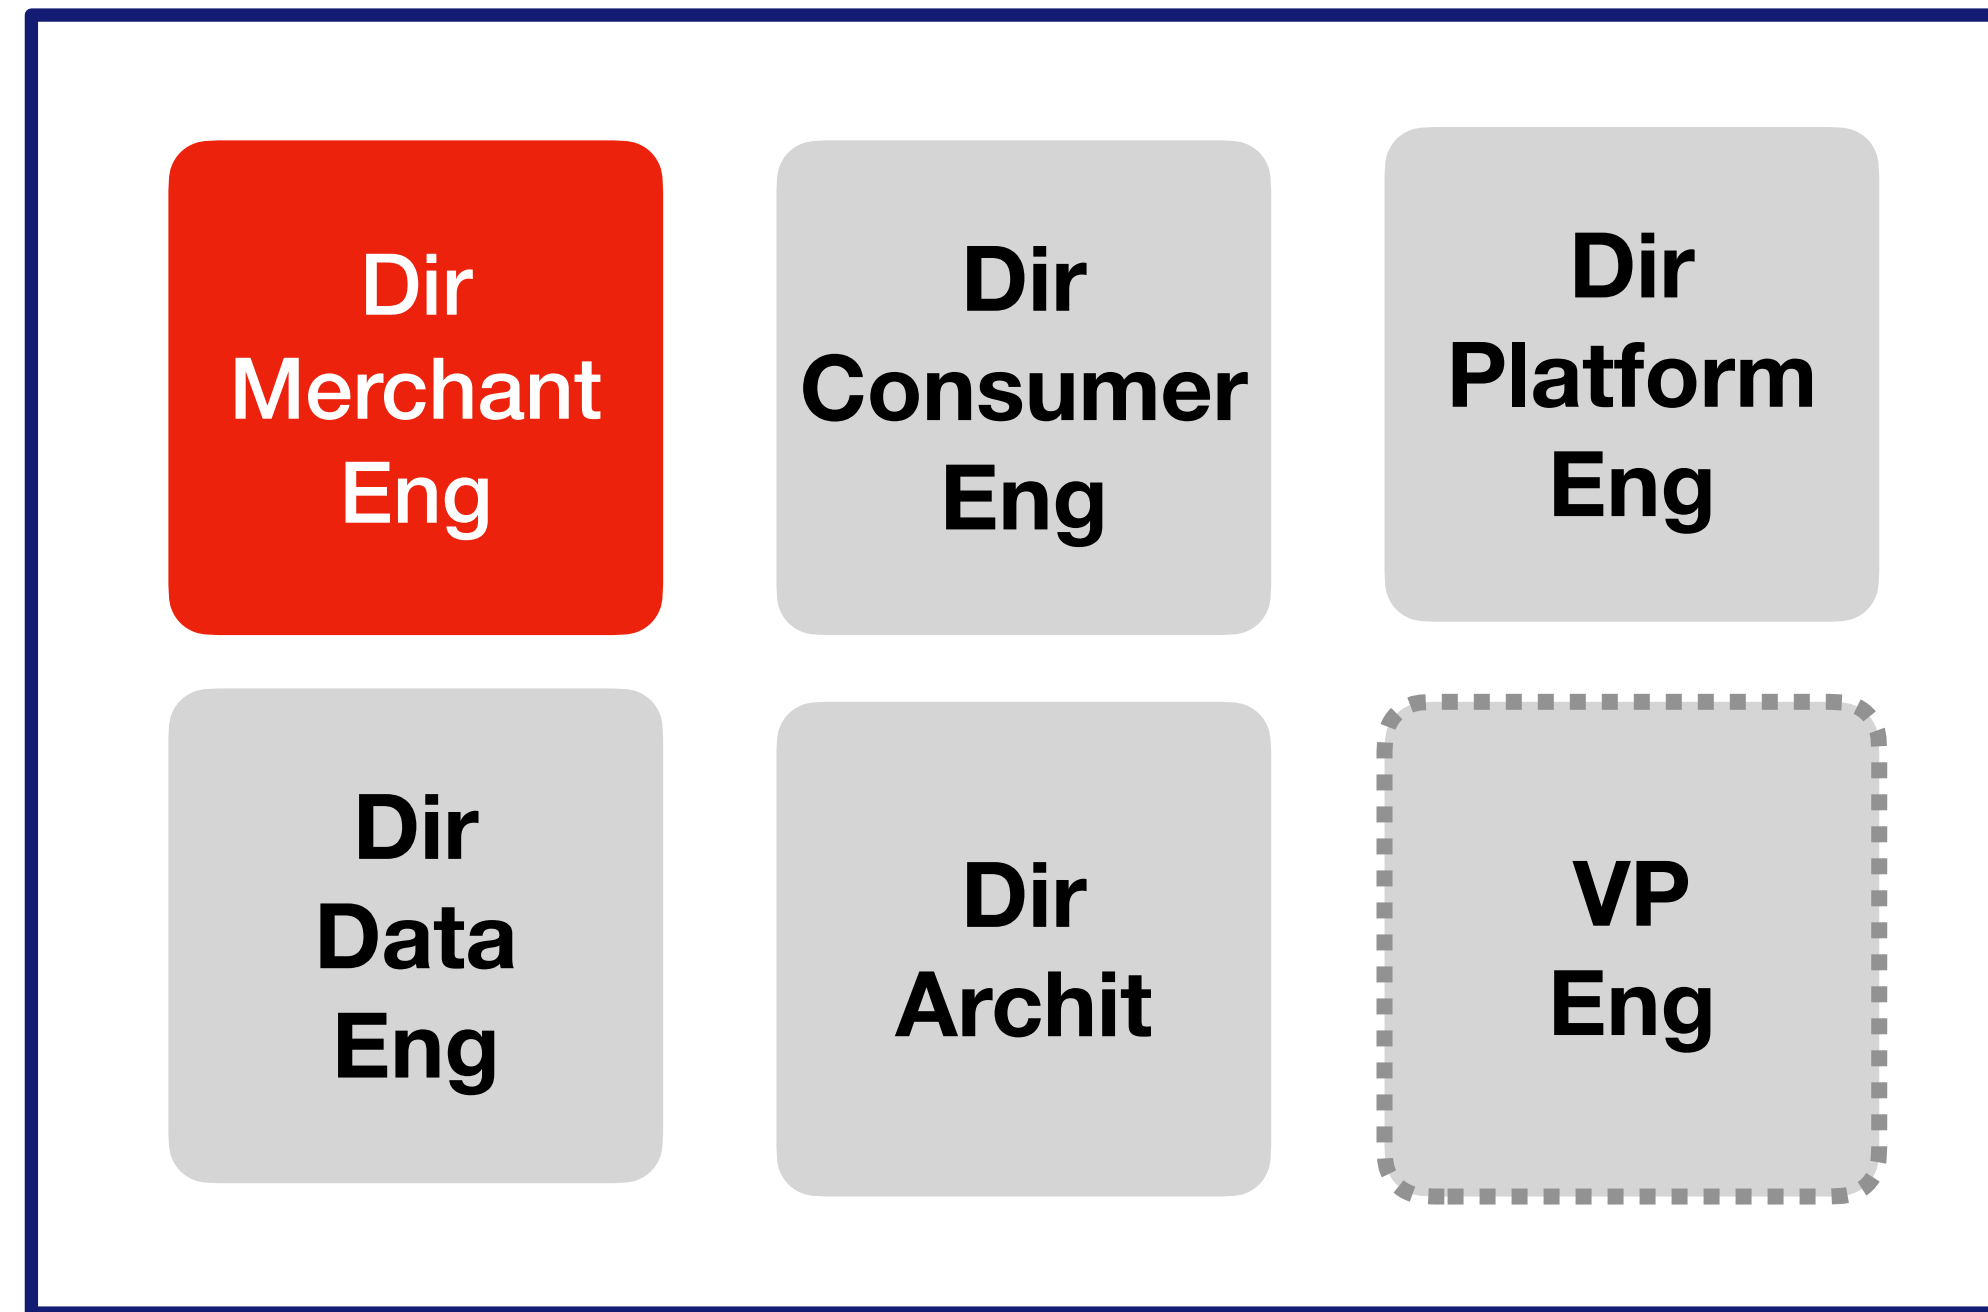 Dir
Merchant
Eng
Dir
Consumer
Eng
Dir
Platform
Eng
Dir
Data
Eng
Dir
Archit
VP
Eng